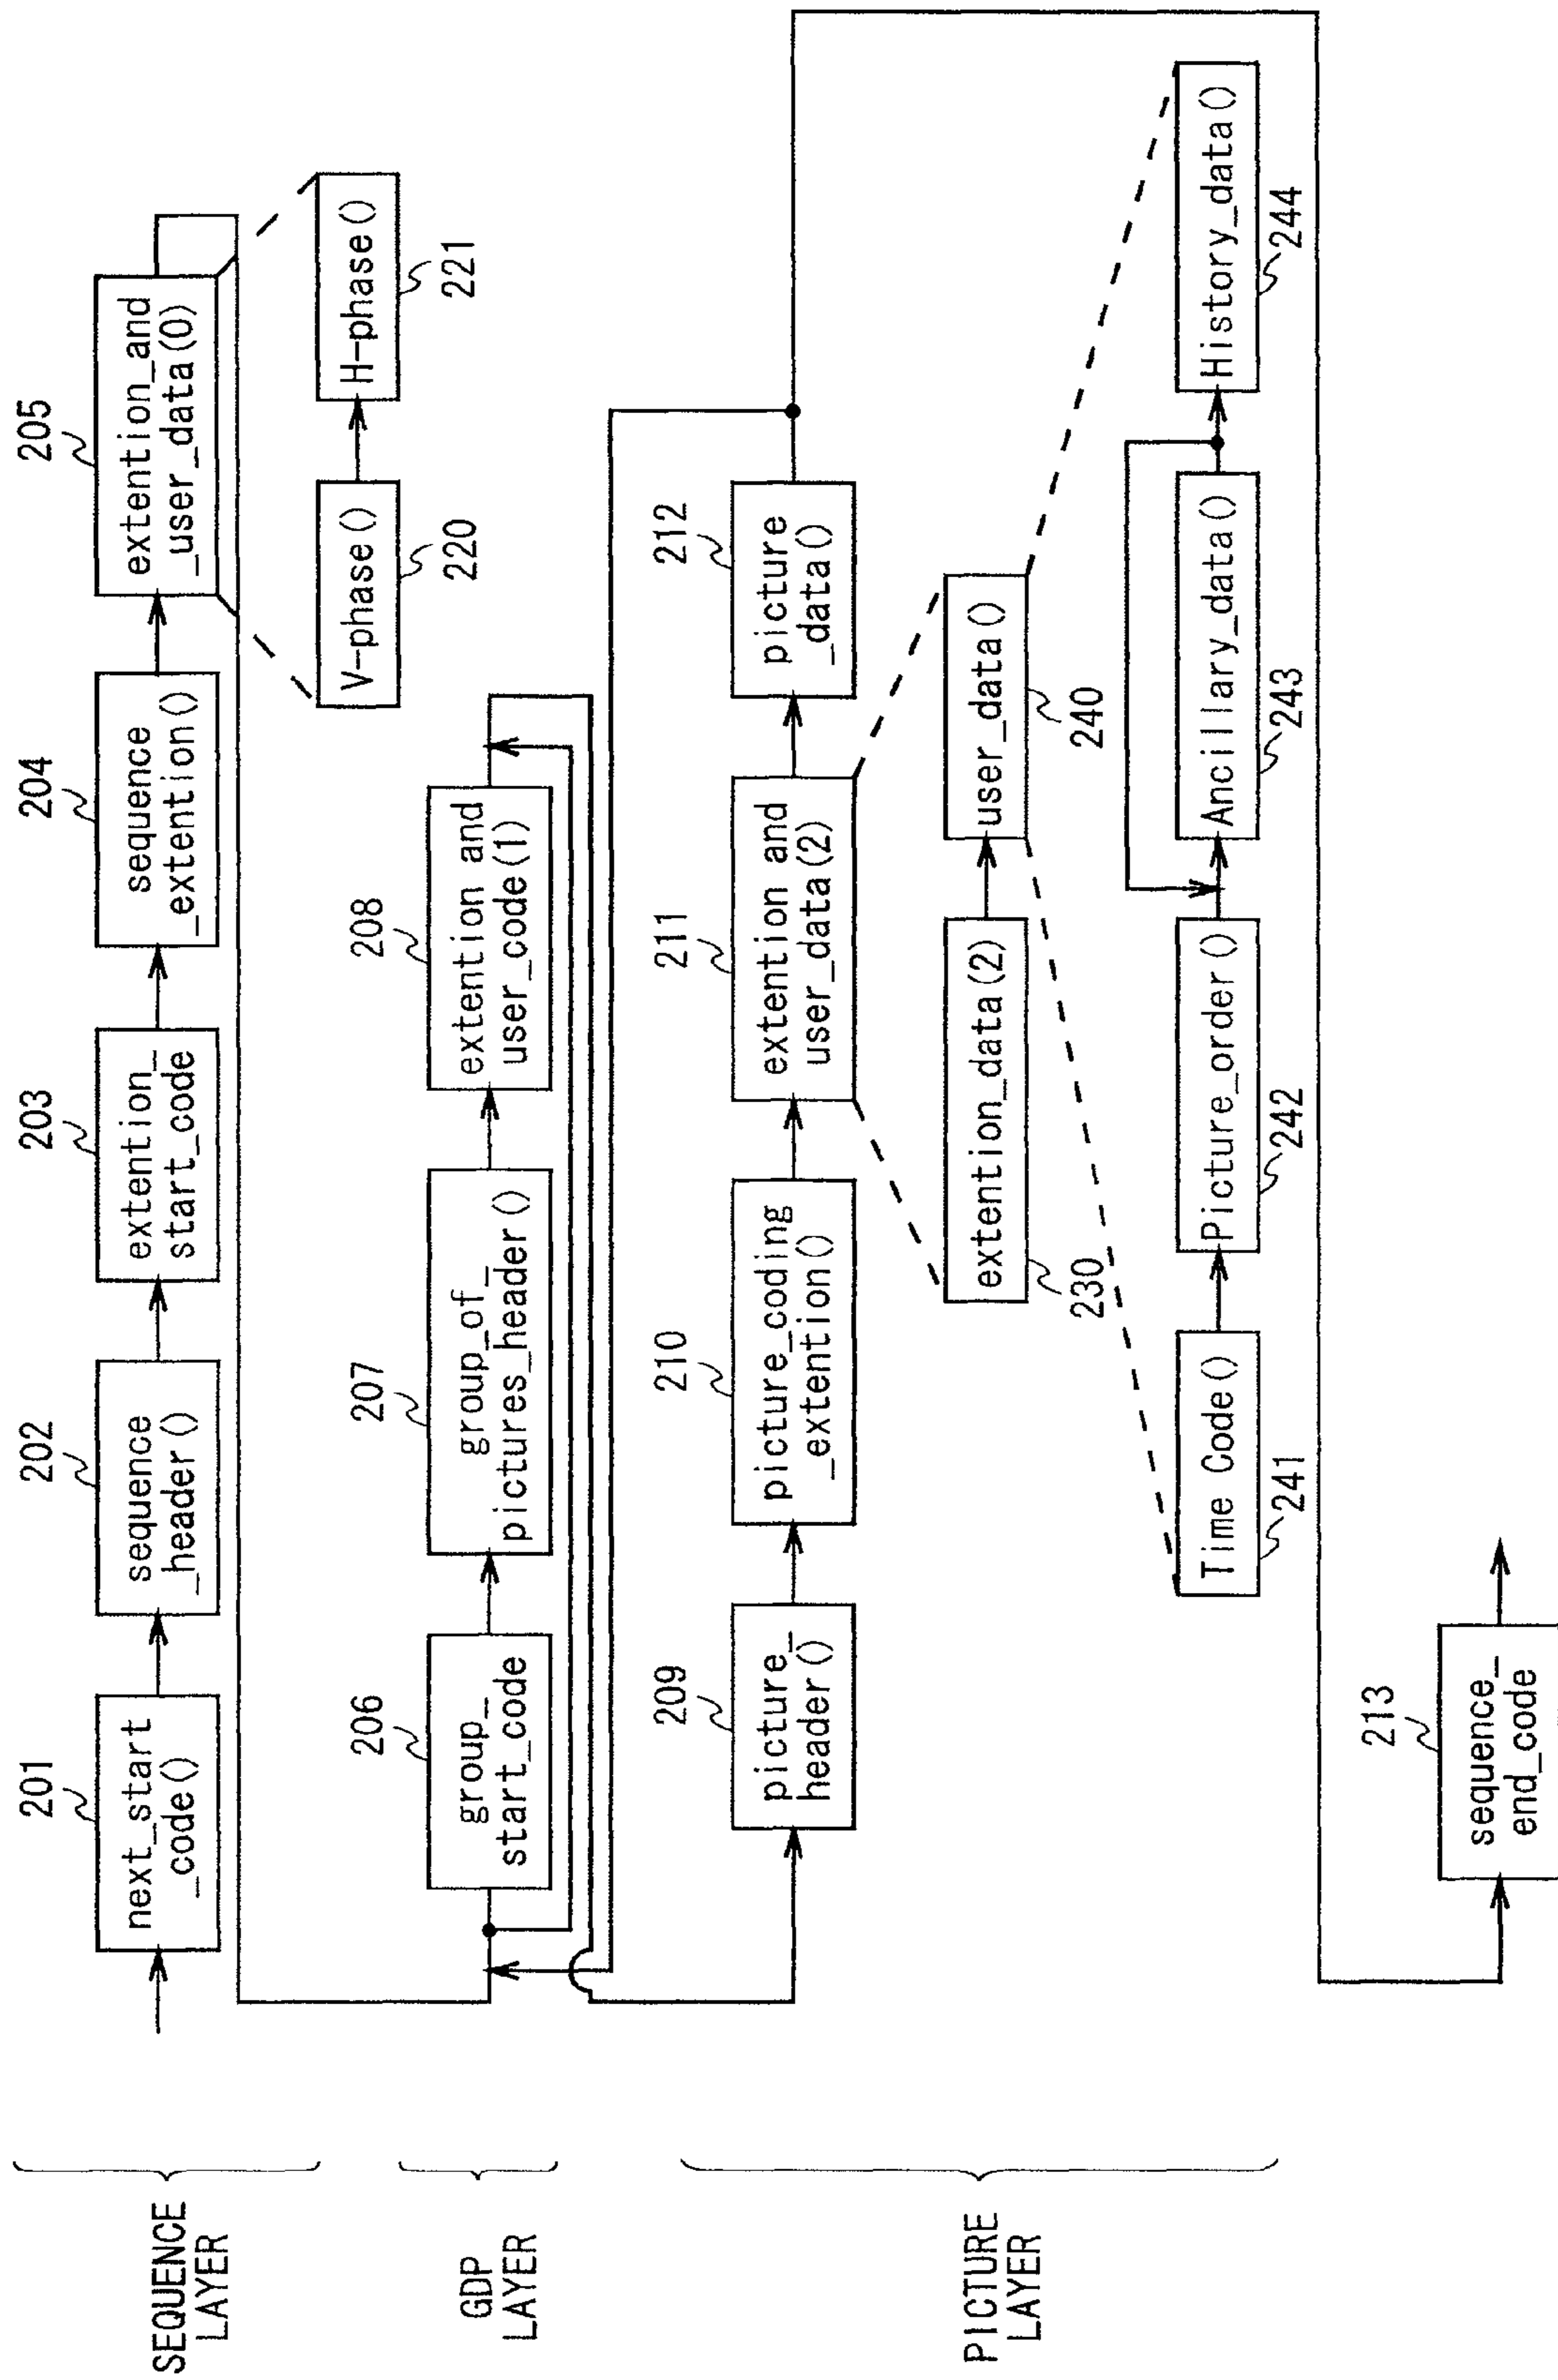 SEQUENCE
LAYER
201
next_start
_code()
202
sequence
_header()
203
extention_
start_code
204
sequence
_extention()
205
extention_and
_user_data(0)
V-phase()
220
H-phase()
221
GDP
LAYER
206
group_
start_code
207
group_of_
pictures_header()
208
extention and
user_code(1)
PICTURE
LAYER
209
picture_
header()
210
picture_coding
_extention()
211
extention and
user_data(2)
212
picture
_data()
extention_data(2)
230
user_data()
240
Time Code()
241
Picture_order()
242
Ancillary_data()
243
History_data()
244
213
sequence_
end_code